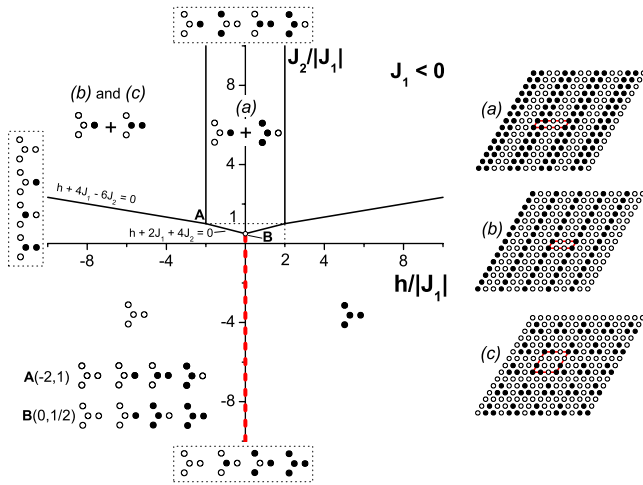 8
J₂/|J₁|
J₁ < 0
(b) and (c)
+
(a)
+
4
h + 4J₁ - 6J₂ = 0
A
1
h + 2J₁ + 4J₂ = 0
B
-8
-4
2
8
h/|J₁|
-4
A(-2,1)
-8
B(0,1/2)
(a)
(b)
(c)